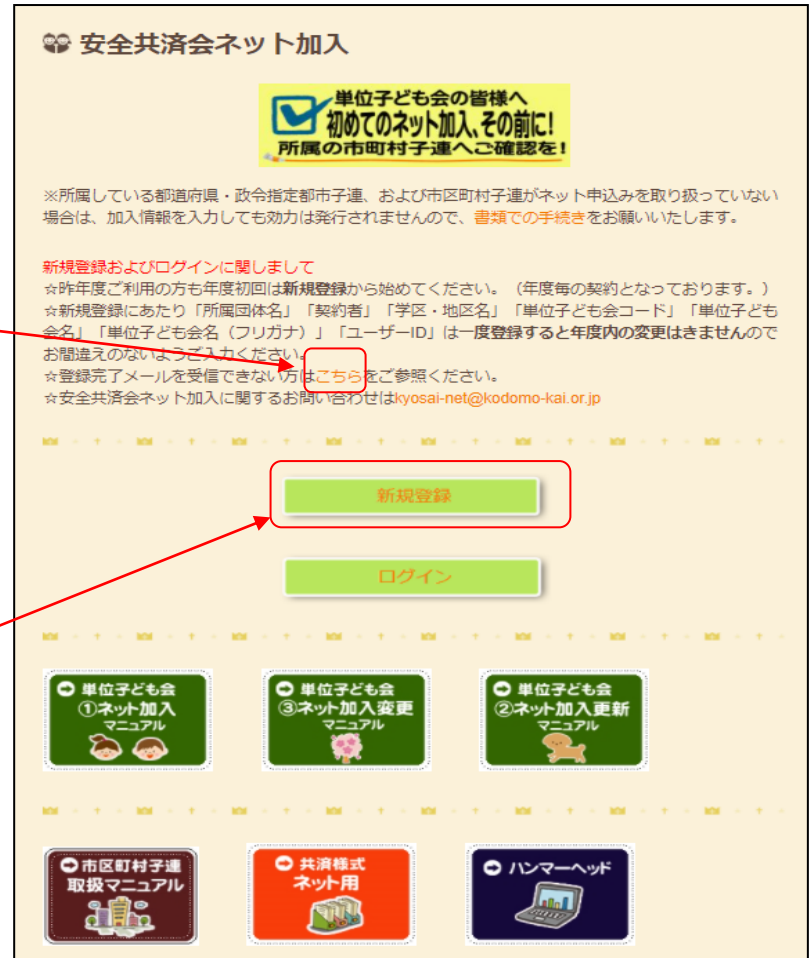 安全共済会ネット加入
単位子ども会の皆様へ
初めてのネット加入、その前に!
所属の市町村子連へご確認を!
※所属している都道府県・政令指定都市子連、および市区町村子連がネット申込みを取り扱っていない
場合は、加入情報を入力しても効力は発行されませんので、書類での手続きをお願いいたします。
新規登録およびログインに関しまして
☆昨年度ご利用の方も年度初回は新規登録から始めてください。（年度毎の契約となっております。）
☆新規登録にあたり「所属団体名」「契約者」「学区・地区名」「単位子ども会コード」「単位子ども
会名」「単位子ども会名（フリガナ）」「ユーザーID」は一度登録すると年度内の変更はきませんので
お間違えのないようご入力ください。
☆登録完了メールを受信できない方はこちらをご参照ください。
☆安全共済会ネット加入に関するお問い合わせはkyosai-net@kodomo-kai.or.jp
新規登録
ログイン
単位子ども会
①ネット加入
マニュアル
単位子ども会
③ネット加入変更
マニュアル
単位子ども会
②ネット加入更新
マニュアル
市区町村子連
取扱マニュアル
共済様式
ネット用
ハンマーヘッド